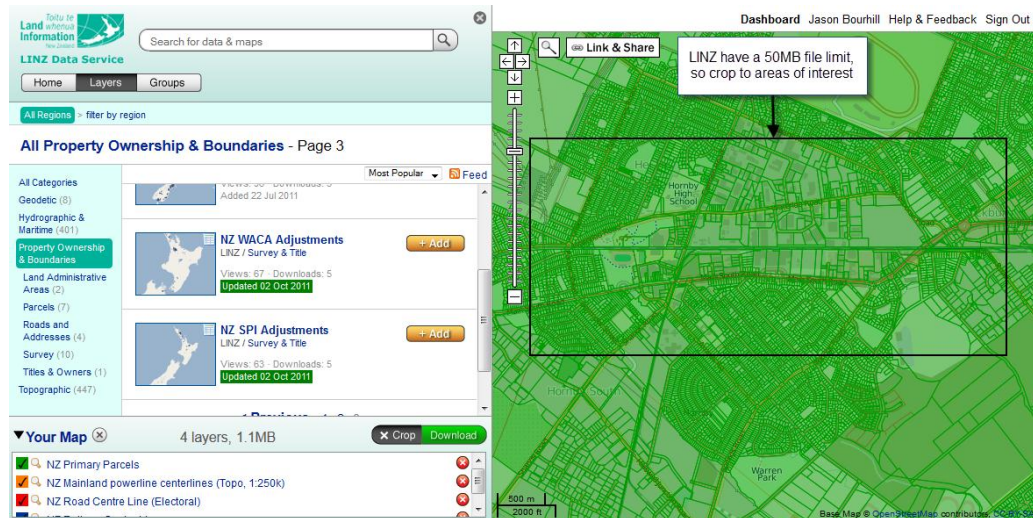 Toitu te
Land whenua
Information
New Zealand
LINZ Data Service
Search for data & maps
Home
Layers
Groups
All Regions > filter by region
All Property Ownership & Boundaries - Page 3
Most Popular
Feed
All Categories
Geodetic (8)
Hydrographic &
Maritime (401)
Property Ownership
& Boundaries
Land Administrative
Areas (2)
Parcels (7)
Roads and
Addresses (4)
Survey (10)
Titles & Owners (1)
Topographic (447)
Added 22 Jul 2011
NZ WACA Adjustments
LINZ / Survey & Title
Views: 67 · Downloads: 5
Updated 02 Oct 2011
+ Add
NZ SPI Adjustments
LINZ / Survey & Title
Views: 63 · Downloads: 5
Updated 02 Oct 2011
+ Add
Your Map
4 layers, 1.1MB
Crop
Download
NZ Primary Parcels
NZ Mainland powerline centerlines (Topo, 1:250k)
NZ Road Centre Line (Electoral)
Dashboard Jason Bourhill Help & Feedback Sign Out
Link & Share
LINZ have a 50MB file limit,
so crop to areas of interest
Hornby
High
School
Hornby South
Warren
Park
500 m
2000 ft
Base Map © OpenStreetMap contributors, CC-BY-SA